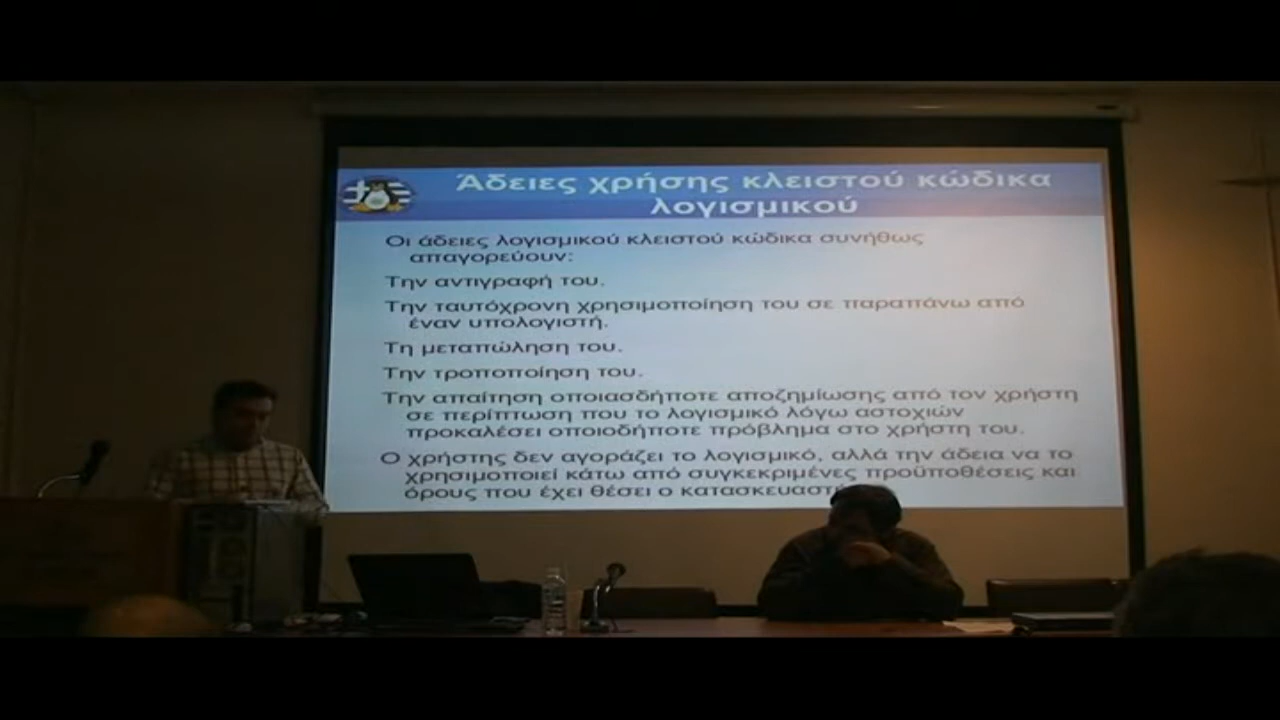 Άδειες χρήσης κλειστού κώδικα
λογισμικού
Οι άδειες λογισμικού κλειστού κώδικα συνήθως
απαγορεύουν:
Την αντιγραφή του.
Την ταυτόχρονη χρησιμοποίηση του σε παραπάνω από
έναν υπολογιστή.
Τη μεταπώληση του.
Την τροποποίηση του.
Την απαίτηση οποιασδήποτε αποζημίωσης από τον χρήστη
σε περίπτωση που το λογισμικό λόγω αστοχιών
προκαλέσει οποιοδήποτε πρόβλημα στο χρήστη του.
Ο χρήστης δεν αγοράζει το λογισμικό, αλλά την άδεια να το
χρησιμοποιεί κάτω από συγκεκριμένες προϋποθέσεις και
όρους που έχει θέσει ο